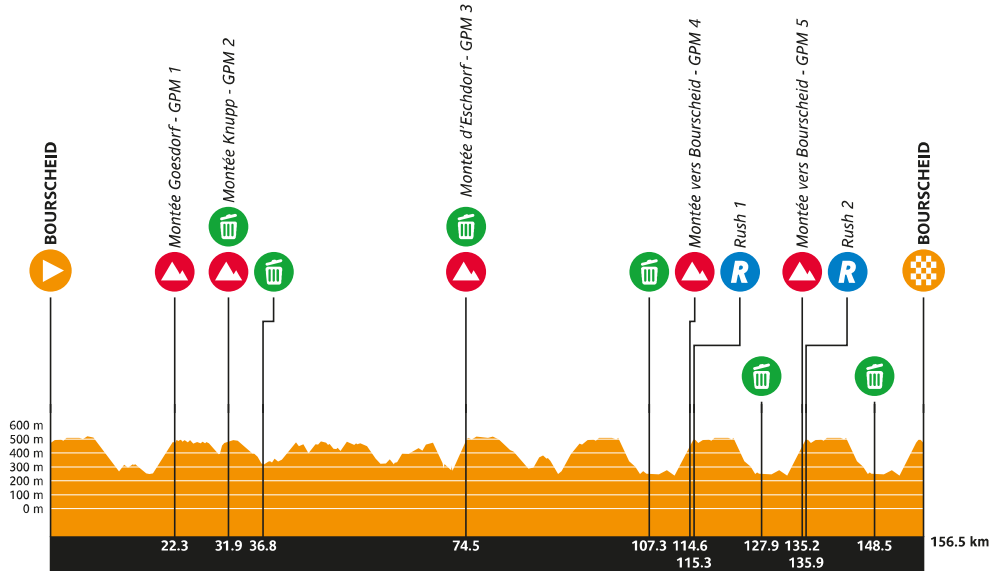 BOURSCHEID
Montée Goesdorf - GPM 1
Montée Knupp - GPM 2
Montée d'Eschdorf - GPM 3
Montée vers Bourscheid - GPM 4
R
Rush 1
Montée vers Bourscheid - GPM 5
R
Rush 2
BOURSCHEID
600 m
500 m
400 m
300 m
200 m
100 m
0 m
22.3 31.9 36.8 74.5 107.3 114.6 127.9 135.2 148.5 156.5 km
115.3 135.9